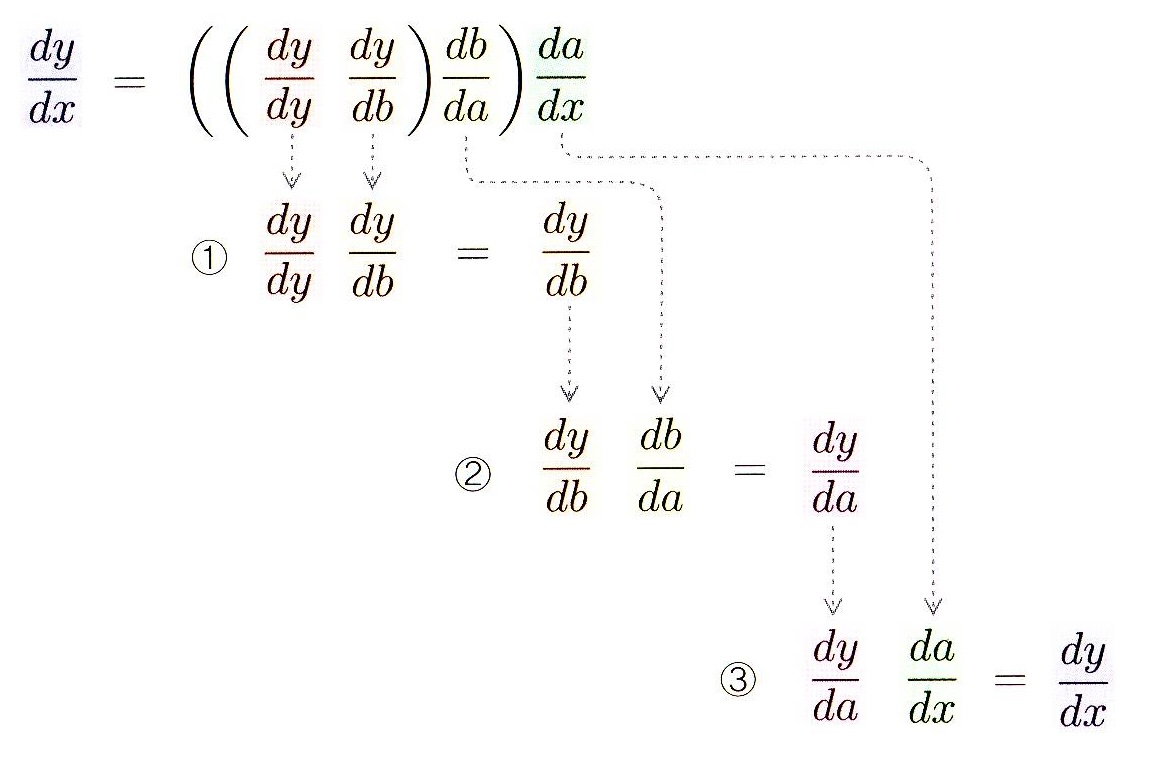 dy/dx = ((dy/dy dy/db) db/da) da/dx
① dy/dy dy/db = dy/db
② dy/db db/da = dy/da
③ dy/da da/dx = dy/dx